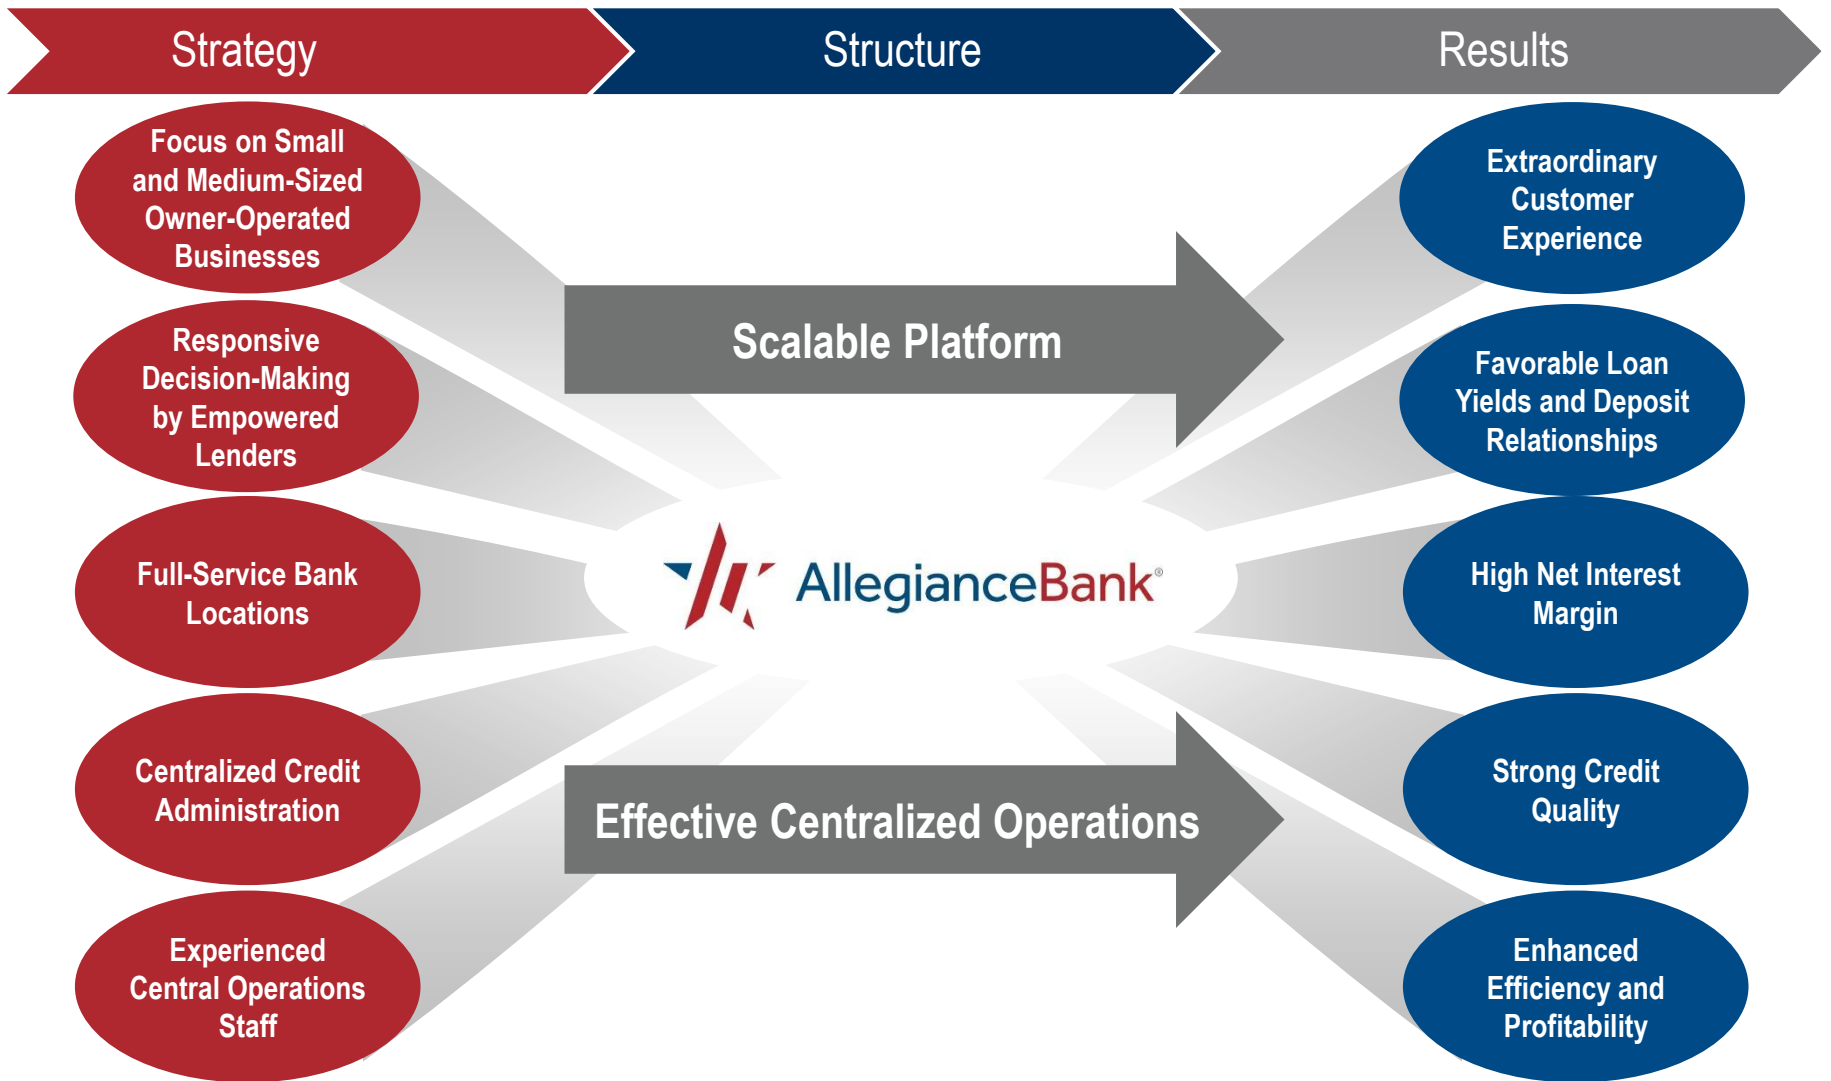 Strategy
Structure
Results
Focus on Small
and Medium-Sized
Owner-Operated
Businesses
Responsive
Decision-Making
by Empowered
Lenders
Full-Service Bank
Locations
Centralized Credit
Administration
Experienced
Central Operations
Staff
Scalable Platform
AllegianceBank®
Effective Centralized Operations
Extraordinary
Customer
Experience
Favorable Loan
Yields and Deposit
Relationships
High Net Interest
Margin
Strong Credit
Quality
Enhanced
Efficiency and
Profitability